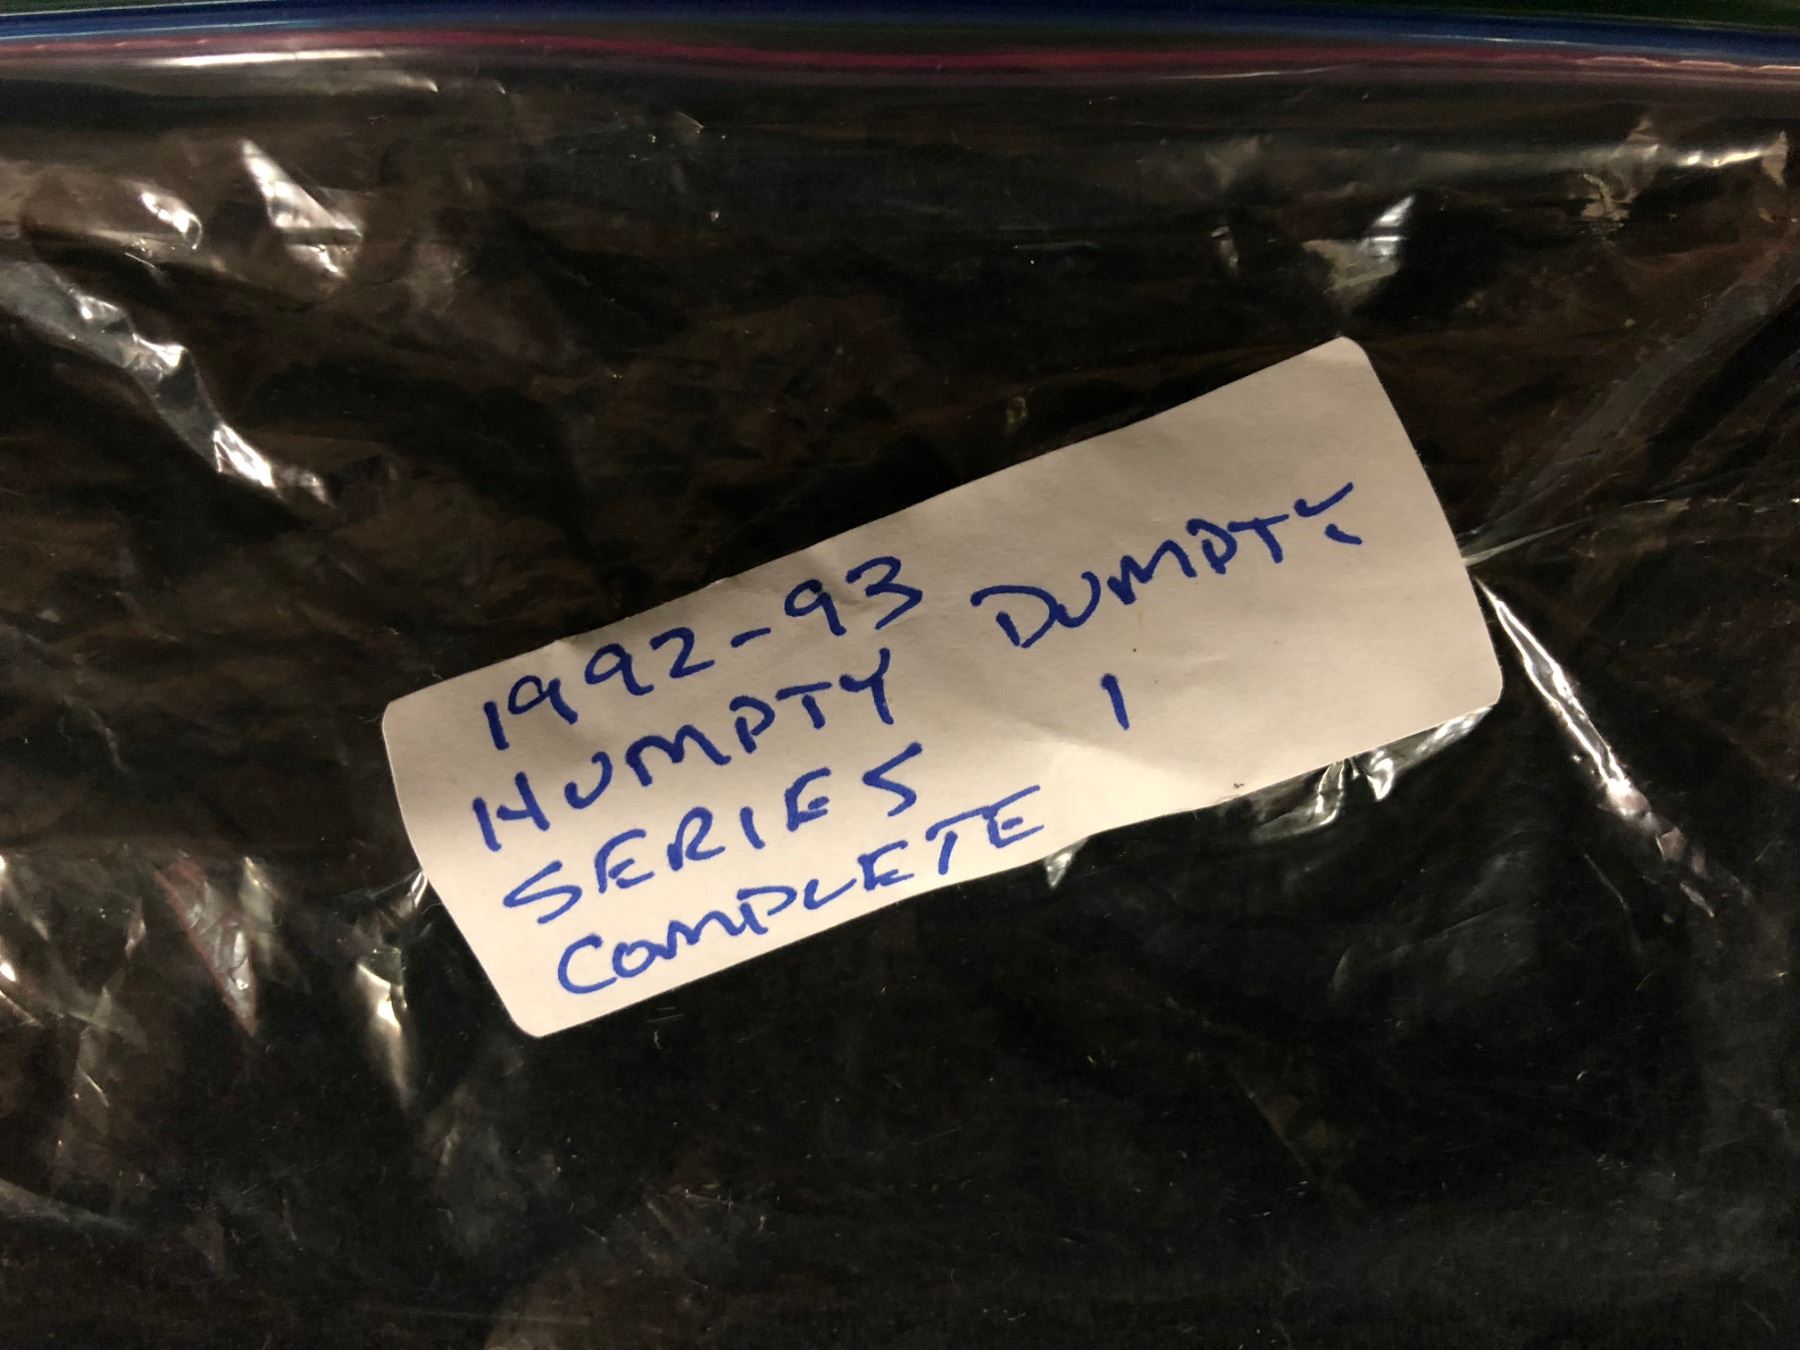 1992-93
HUMPTY DUMPTY
SERIES 1
COMPLETE